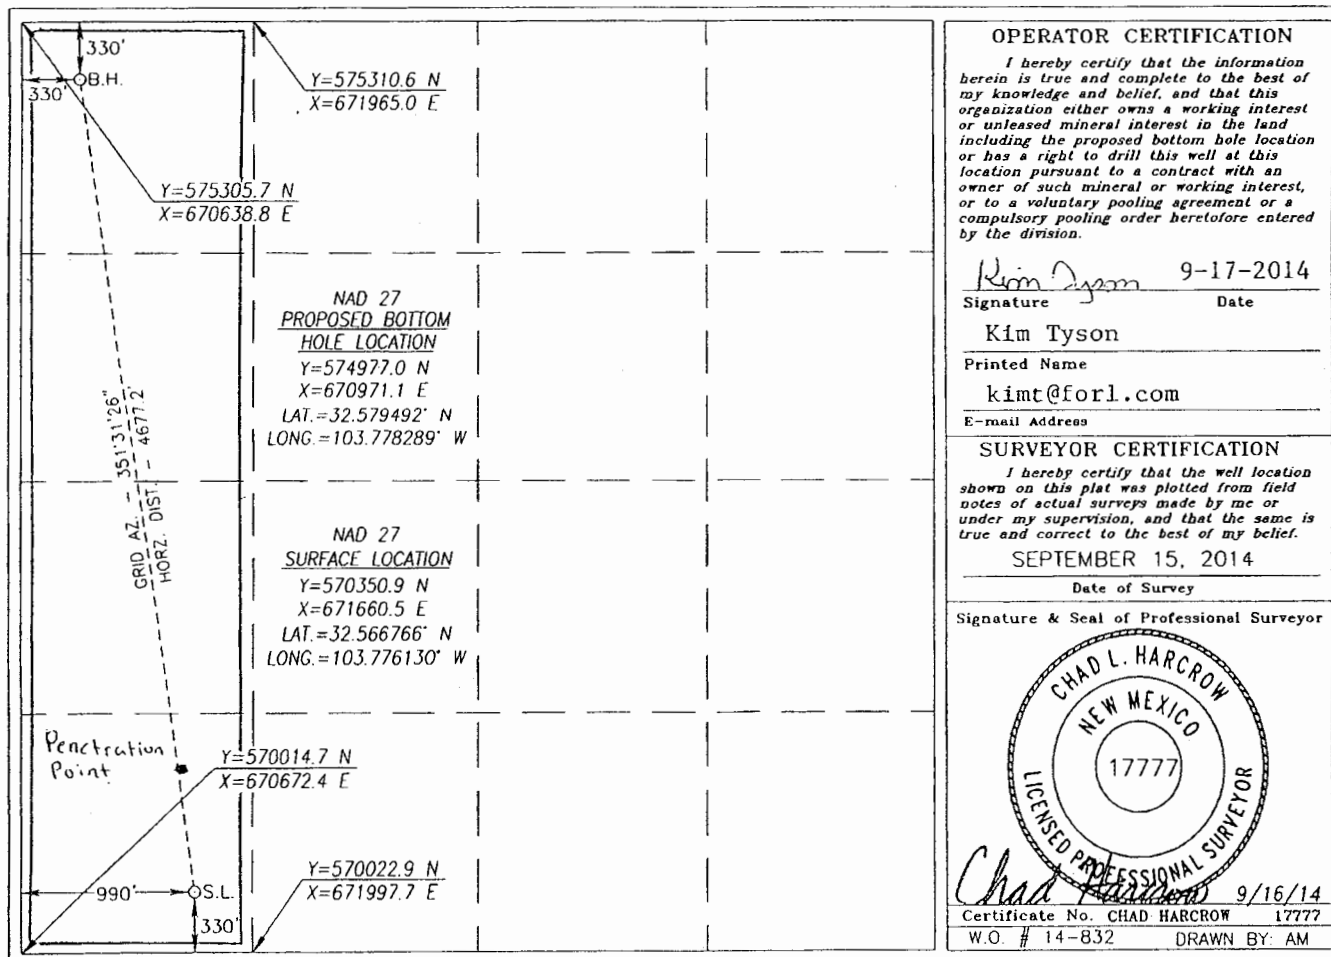 330'
B.H.
330'
Y=575310.6 N
X=671965.0 E
Y=575305.7 N
X=670638.8 E
NAD 27
PROPOSED BOTTOM
HOLE LOCATION
Y=574977.0 N
X=670971.1 E
LAT.=32.579492° N
LONG.=103.778289° W
GRID AZ. - 351°31'26"
HORZ. DIST. - 4677.2'
NAD 27
SURFACE LOCATION
Y=570350.9 N
X=671660.5 E
LAT.=32.566766° N
LONG.=103.776130° W
Penetration
Point
Y=570014.7 N
X=670672.4 E
Y=570022.9 N
X=671997.7 E
990'
S.L.
330'
OPERATOR CERTIFICATION
I hereby certify that the information
herein is true and complete to the best of
my knowledge and belief, and that this
organization either owns a working interest
or unleased mineral interest in the land
including the proposed bottom hole location
or has a right to drill this well at this
location pursuant to a contract with an
owner of such mineral or working interest,
or to a voluntary pooling agreement or a
compulsory pooling order heretofore entered
by the division.
Kim Tyson 9-17-2014
Signature Date
Kim Tyson
Printed Name
kimt@forl.com
E-mail Address
SURVEYOR CERTIFICATION
I hereby certify that the well location
shown on this plat was plotted from field
notes of actual surveys made by me or
under my supervision, and that the same is
true and correct to the best of my belief.
SEPTEMBER 15, 2014
Date of Survey
Signature & Seal of Professional Surveyor
CHAD L. HARCROW
NEW MEXICO
17777
LICENSED PROFESSIONAL SURVEYOR
Chad Harcrow 9/16/14
Certificate No. CHAD HARCROW 17777
W.O. # 14-832 DRAWN BY: AM